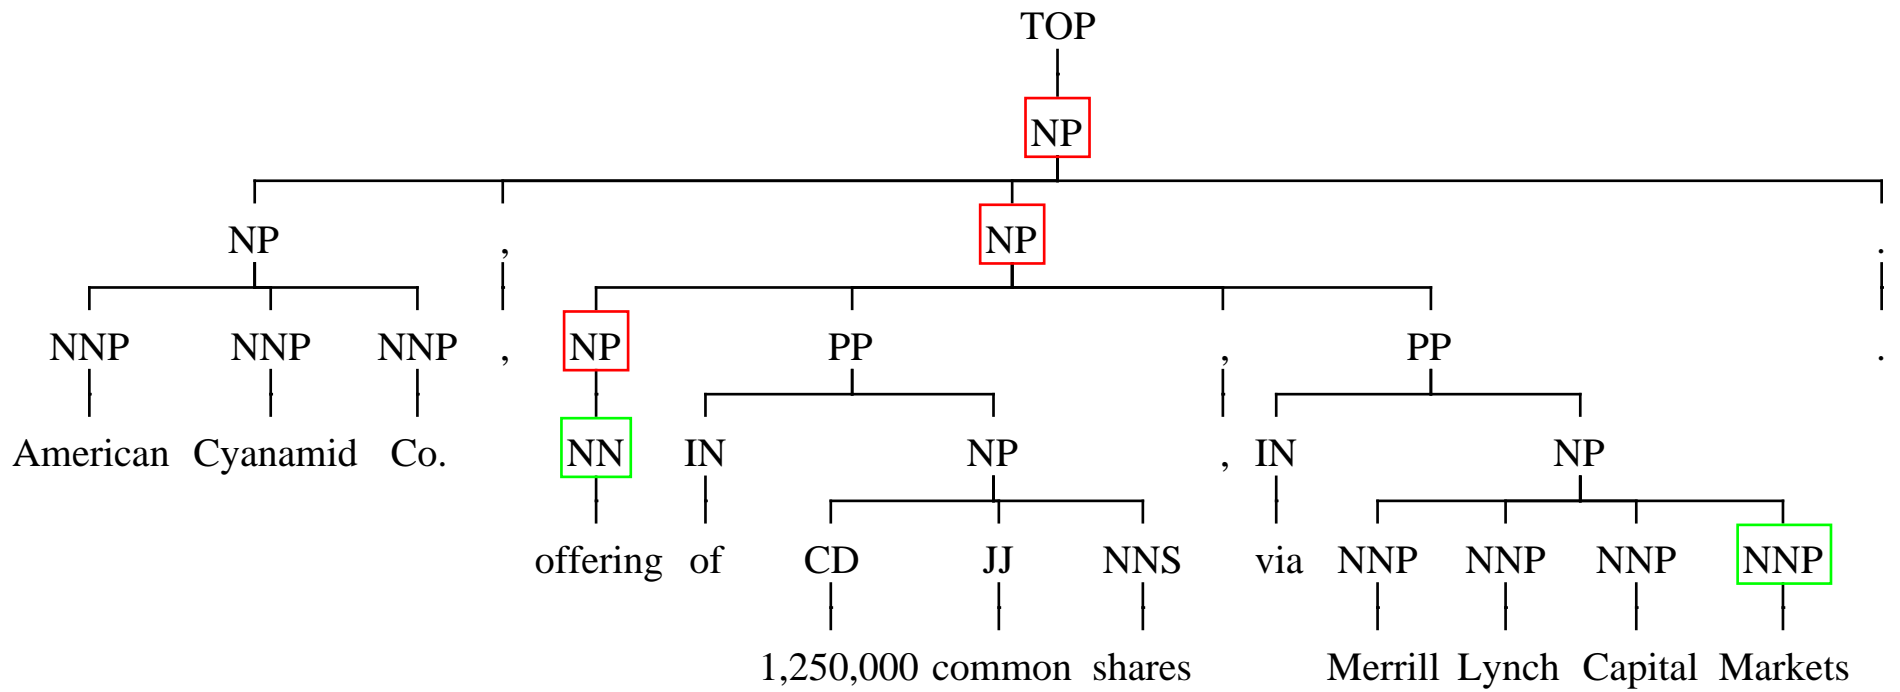 TOP
NP
NP , NP .
NNP NNP NNP , NP PP , PP .
American Cyanamid Co. NN IN NP , IN NP
offering of CD JJ NNS via NNP NNP NNP NNP
1,250,000 common shares Merrill Lynch Capital Markets